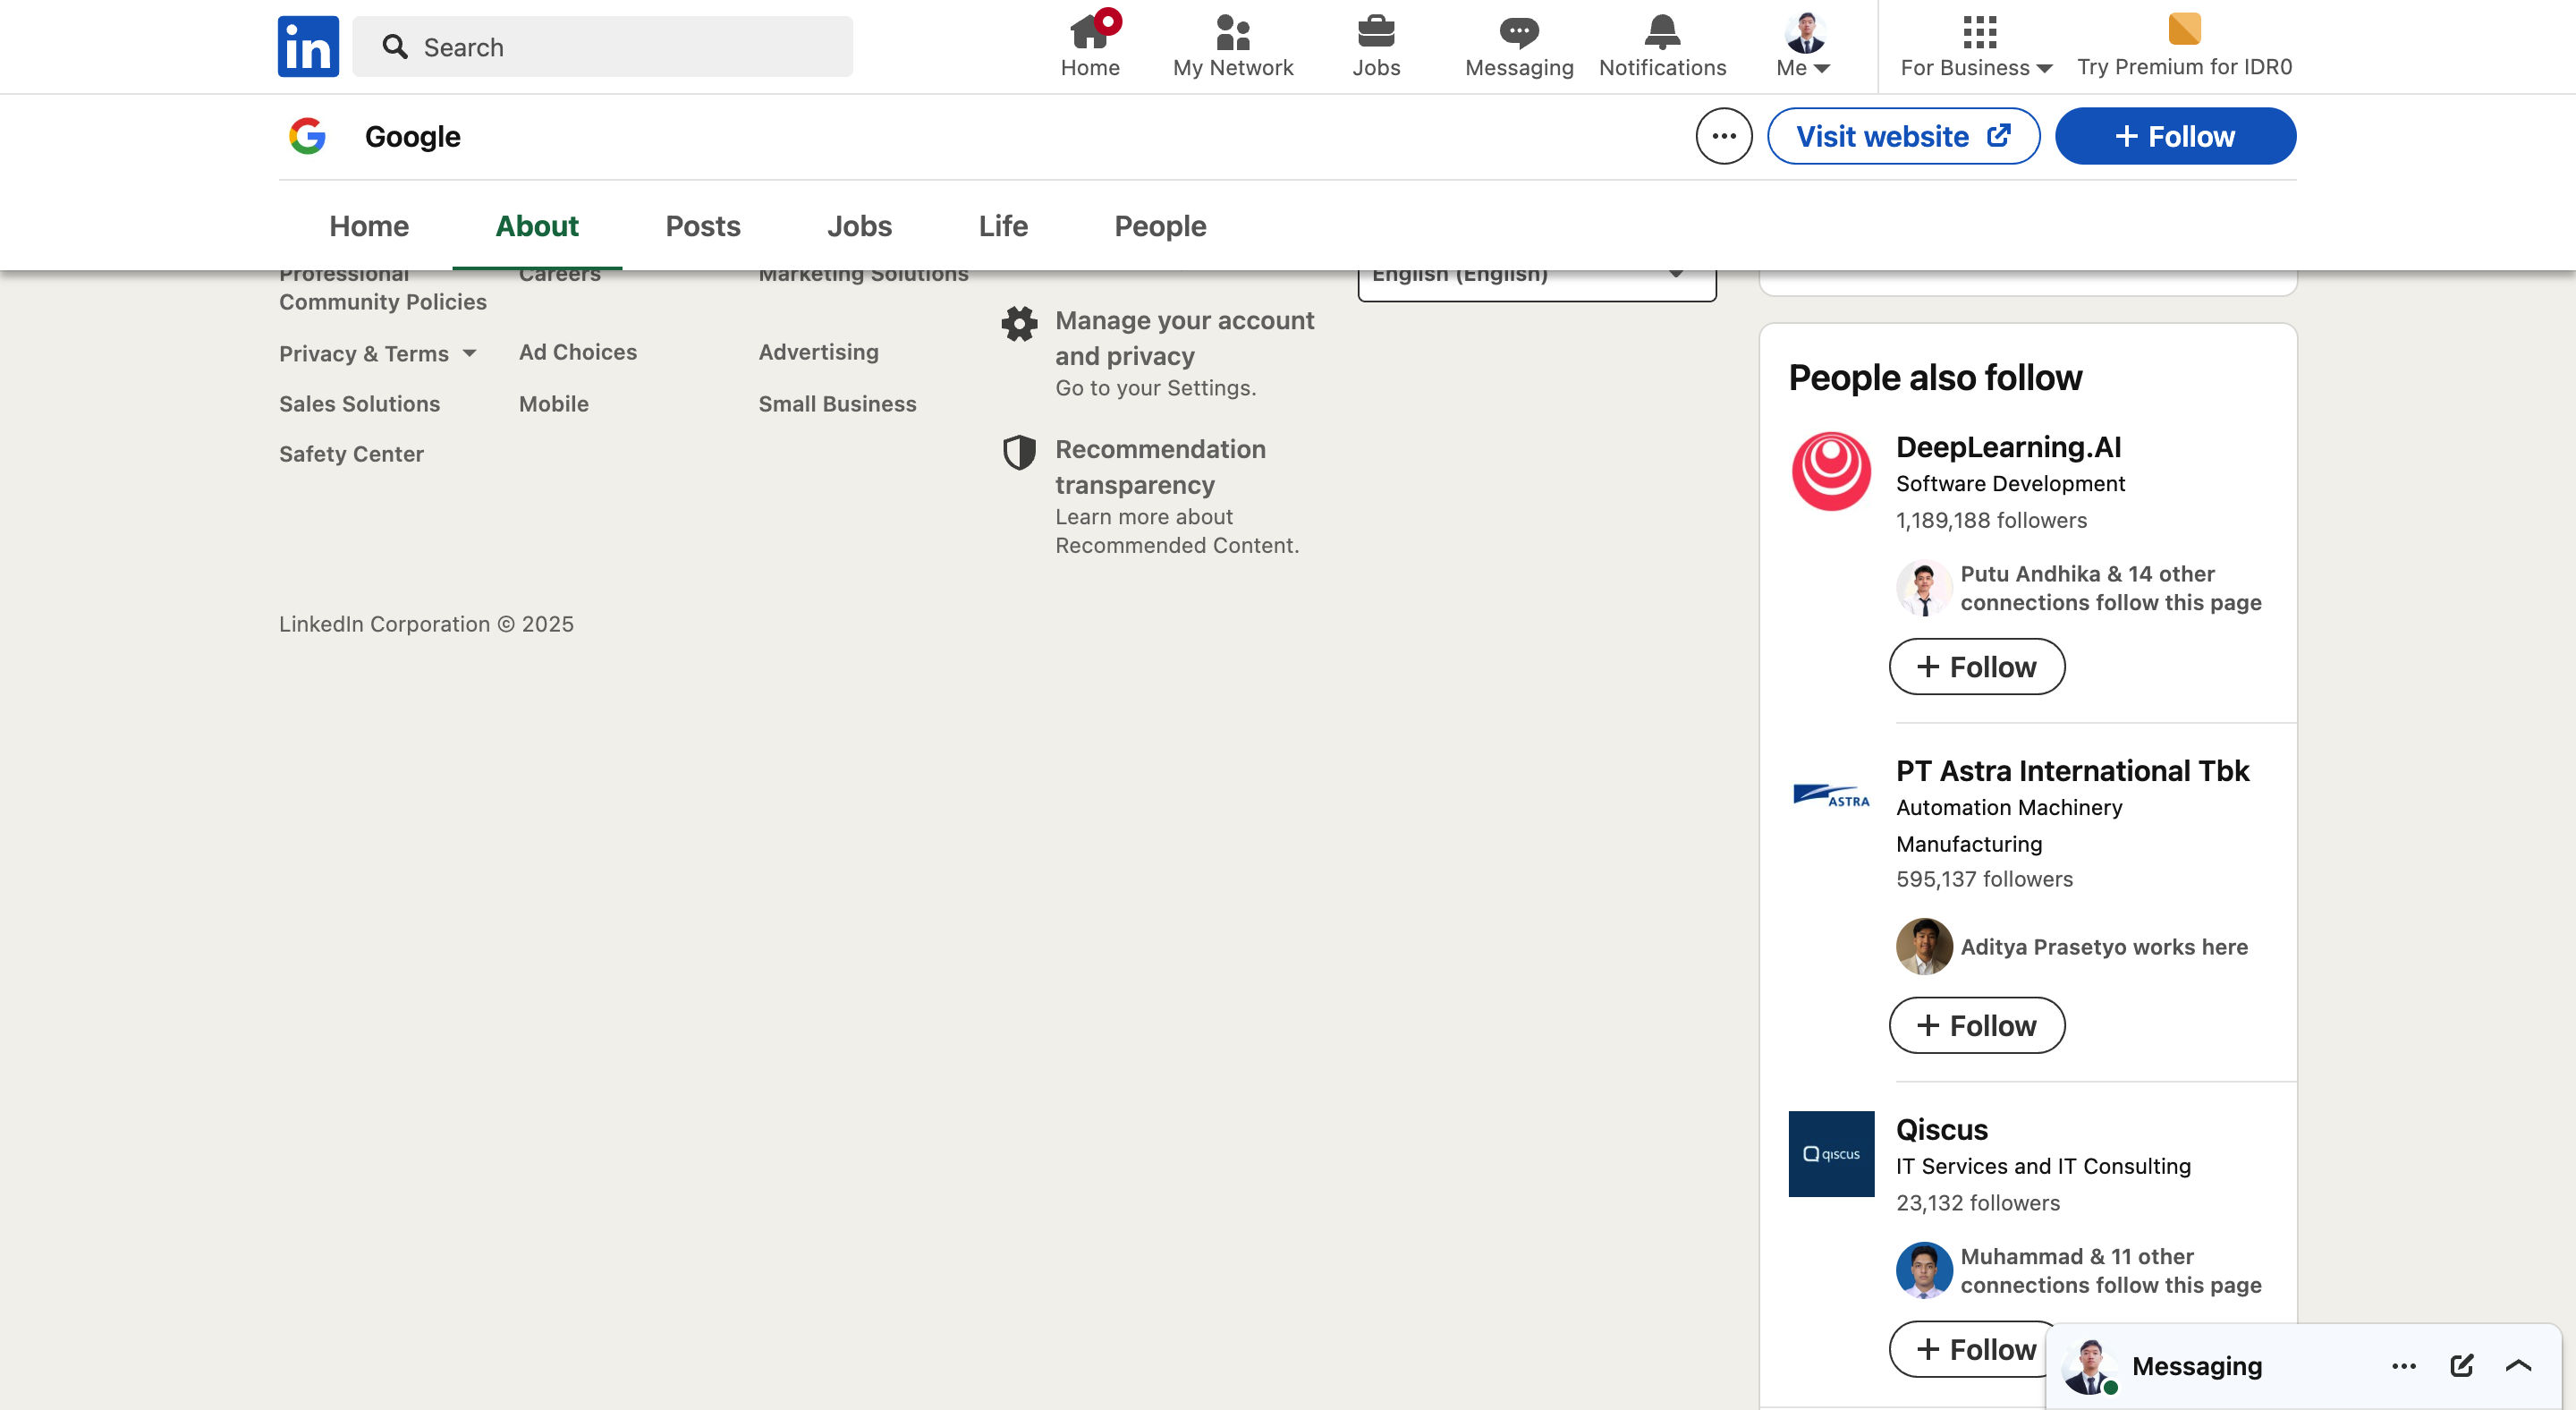 in
Search
Home
My Network
Jobs
Messaging
Notifications
Me
For Business
Try Premium for IDR0
Google
Visit website
+ Follow
Home
About
Posts
Jobs
Life
People
Professional
Community Policies
Careers
Marketing Solutions
Privacy & Terms
Ad Choices
Advertising
Sales Solutions
Mobile
Small Business
Safety Center
Manage your account
and privacy
Go to your Settings.
Recommendation
transparency
Learn more about
Recommended Content.
English (English)
LinkedIn Corporation © 2025
People also follow
DeepLearning.AI
Software Development
1,189,188 followers
Putu Andhika & 14 other
connections follow this page
+ Follow
ASTRA
PT Astra International Tbk
Automation Machinery
Manufacturing
595,137 followers
Aditya Prasetyo works here
+ Follow
qiscus
Qiscus
IT Services and IT Consulting
23,132 followers
Muhammad & 11 other
connections follow this page
+ Follow
Messaging